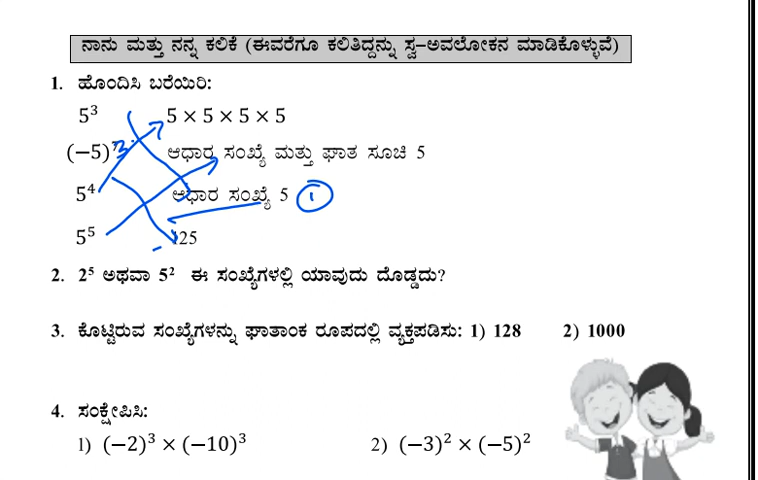 ನಾನು ಮತ್ತು ನನ್ನ ಕಲಿಕೆ (ಈವರೆಗೂ ಕಲಿತಿದ್ದನ್ನು ಸ್ವ-ಅವಲೋಕನ ಮಾಡಿಕೊಳ್ಳುವೆ)
1. ಹೊಂದಿಸಿ ಬರೆಯಿರಿ:
5³ 5 × 5 × 5 × 5
(−5)³ ಆಧಾರ ಸಂಖ್ಯೆ ಮತ್ತು ಘಾತ ಸೂಚಿ 5
5⁴ ಆಧಾರ ಸಂಖ್ಯೆ 5 1
5⁵ -125
2. 2⁵ ಅಥವಾ 5² ಈ ಸಂಖ್ಯೆಗಳಲ್ಲಿ ಯಾವುದು ದೊಡ್ಡದು?
3. ಕೊಟ್ಟಿರುವ ಸಂಖ್ಯೆಗಳನ್ನು ಘಾತಾಂಕ ರೂಪದಲ್ಲಿ ವ್ಯಕ್ತಪಡಿಸು: 1) 128 2) 1000
4. ಸಂಕ್ಷೇಪಿಸಿ:
1) (−2)³ × (−10)³ 2) (−3)² × (−5)²